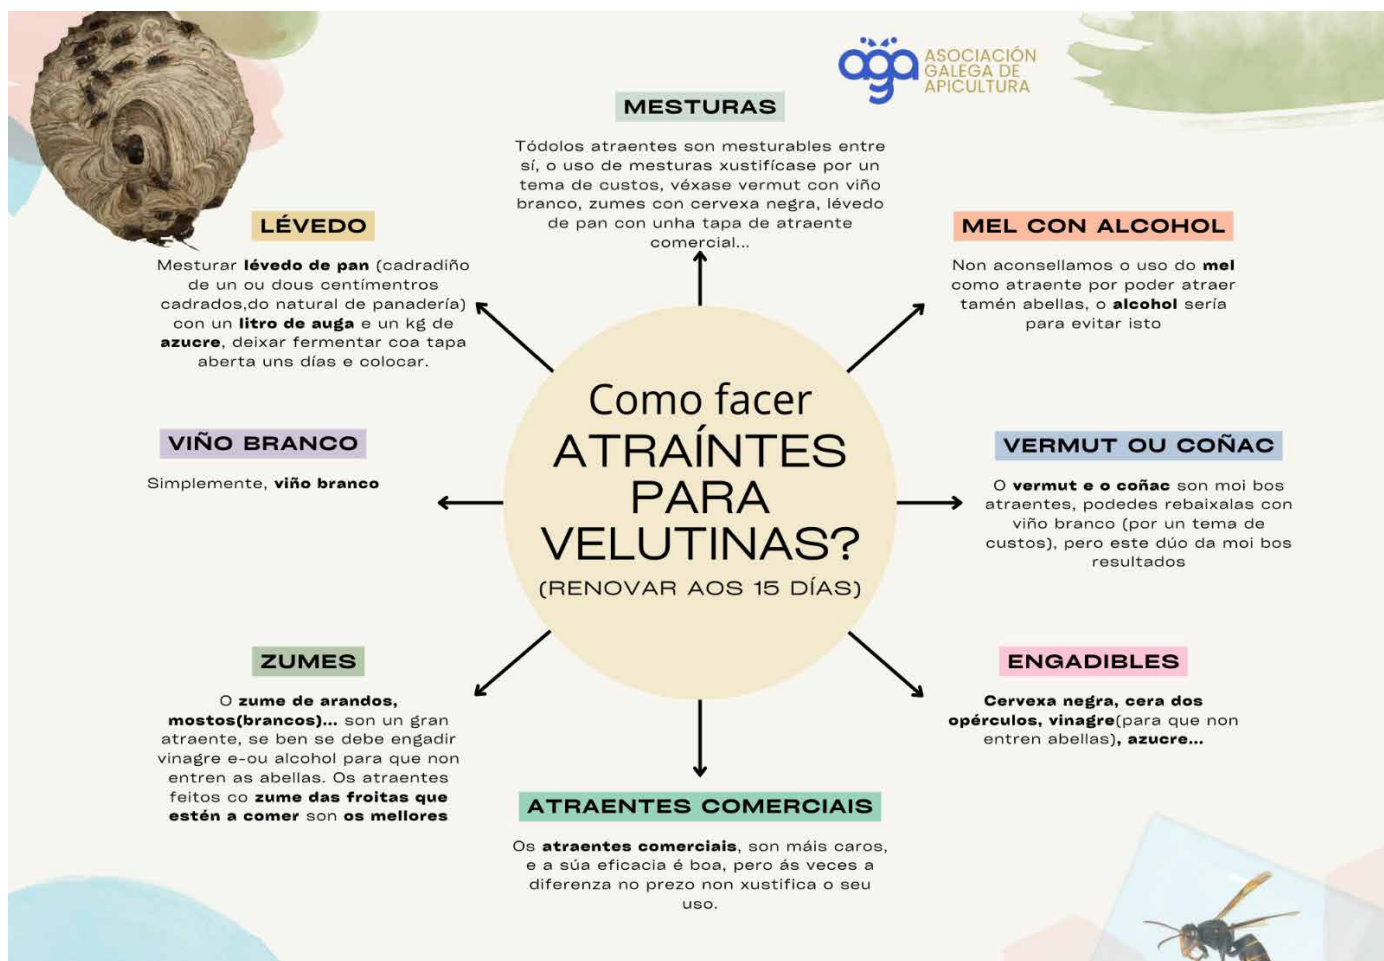 ASOCIACIÓN
GALEGA DE
APICULTURA
aga
MESTURAS
Tódolos atraentes son mesturables entre
sí, o uso de mesturas xustifícase por un
tema de custos, véxase vermut con viño
branco, zumes con cervexa negra, lévedo
de pan con unha tapa de atraente
comercial...
LÉVEDO
Mesturar lévedo de pan (cadradiño
de un ou dous centímentros
cadrados,do natural de panadería)
con un litro de auga e un kg de
azucre, deixar fermentar coa tapa
aberta uns días e colocar.
MEL CON ALCOHOL
Non aconsellamos o uso do mel
como atraente por poder atraer
tamén abellas, o alcohol sería
para evitar isto
Como facer
ATRAÍNTES
PARA
VELUTINAS?
(RENOVAR AOS 15 DÍAS)
VIÑO BRANCO
Simplemente, viño branco
VERMUT OU COÑAC
O vermut e o coñac son moi bos
atraentes, podedes rebaixalas con
viño branco (por un tema de
custos), pero este dúo da moi bos
resultados
ZUMES
O zume de arandos,
mostos(brancos)... son un gran
atraente, se ben se debe engadir
vinagre e-ou alcohol para que non
entren as abellas. Os atraentes
feitos co zume das froitas que
estén a comer son os mellores
ENGADIBLES
Cervexa negra, cera dos
opérculos, vinagre(para que non
entren abellas), azucre...
ATRAENTES COMERCIAIS
Os atraentes comerciais, son máis caros,
e a súa eficacia é boa, pero ás veces a
diferenza no prezo non xustifica o seu
uso.